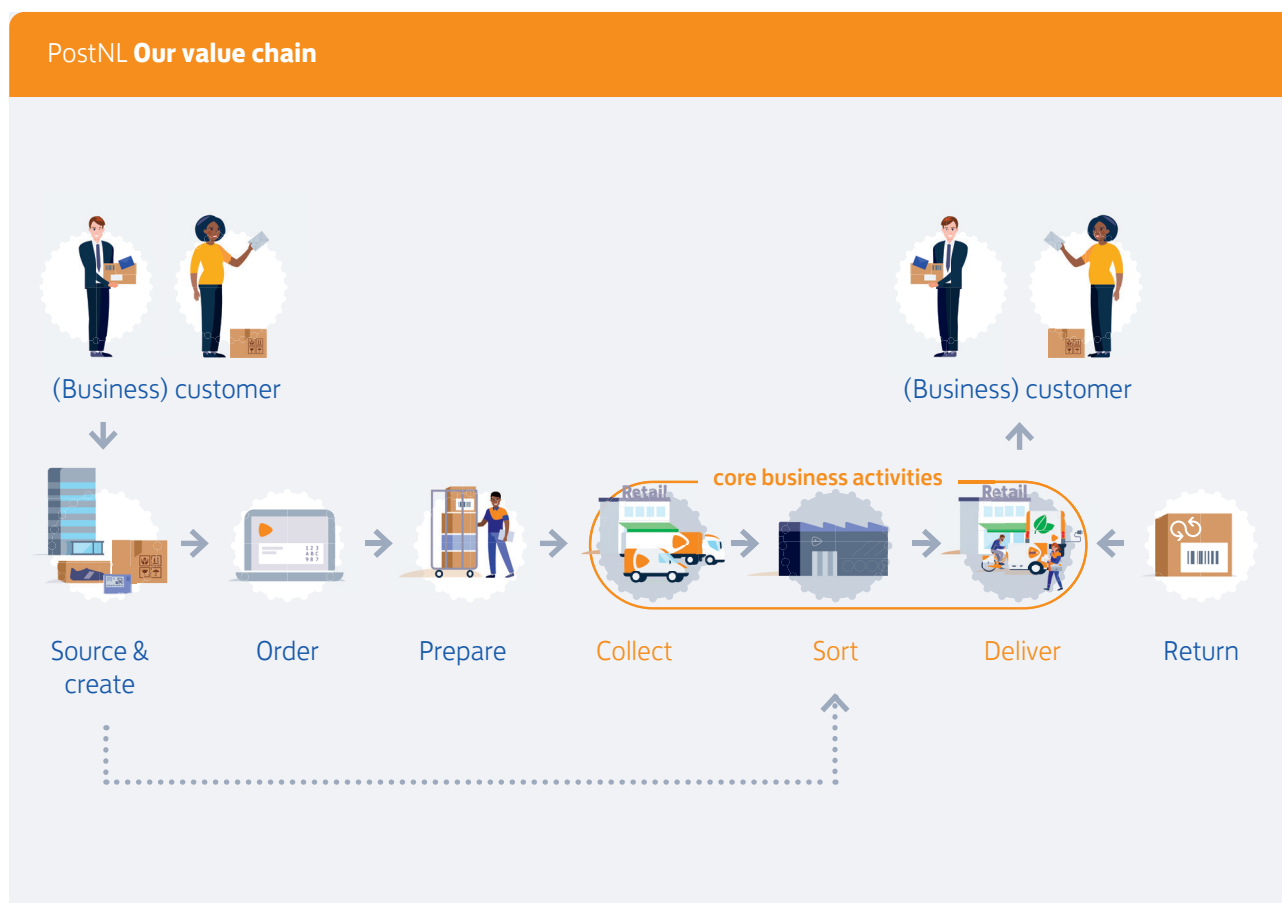 PostNL Our value chain
(Business) customer
(Business) customer
core business activities
Retail
Retail
1 2 3
A B C
9 8 7
Source &
create
Order
Prepare
Collect
Sort
Deliver
Return